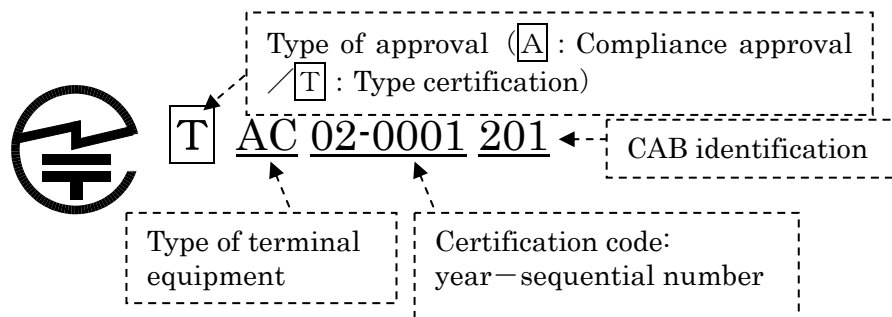 Type of approval（A：Compliance approval
／T：Type certification）
T AC 02-0001 201
CAB identification
Type of terminal
equipment
Certification code:
year－sequential number